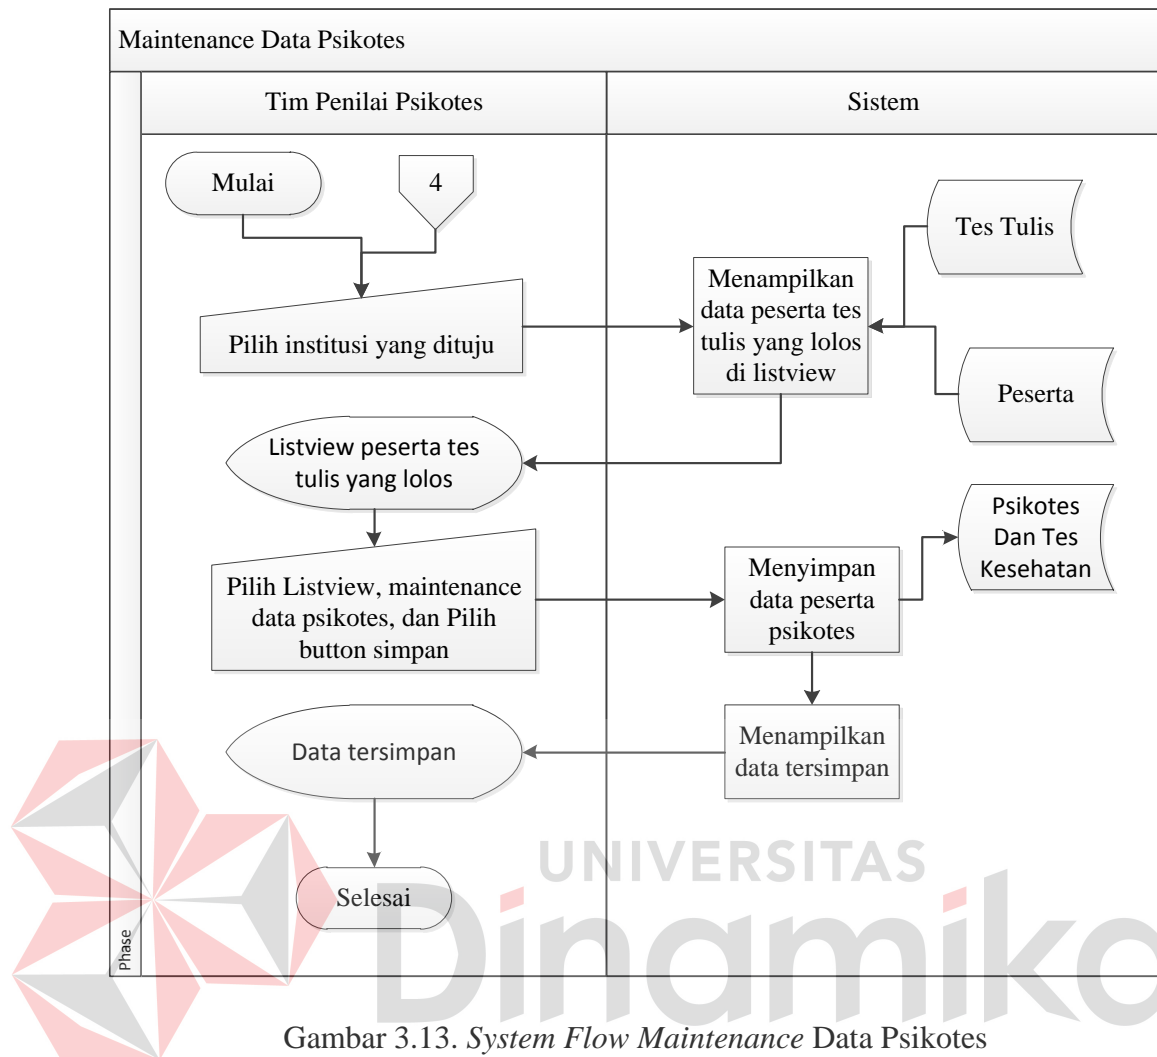 Maintenance Data Psikotes
Tim Penilai Psikotes
Sistem
Mulai
4
Tes Tulis
Menampilkan
data peserta tes
tulis yang lolos
di listview
Pilih institusi yang dituju
Peserta
Listview peserta tes
tulis yang lolos
Psikotes
Dan Tes
Kesehatan
Pilih Listview, maintenance
data psikotes, dan Pilih
button simpan
Menyimpan
data peserta
psikotes
Data tersimpan
Menampilkan
data tersimpan
Selesai
Phase
UNIVERSITAS
Dinamika
Gambar 3.13. System Flow Maintenance Data Psikotes